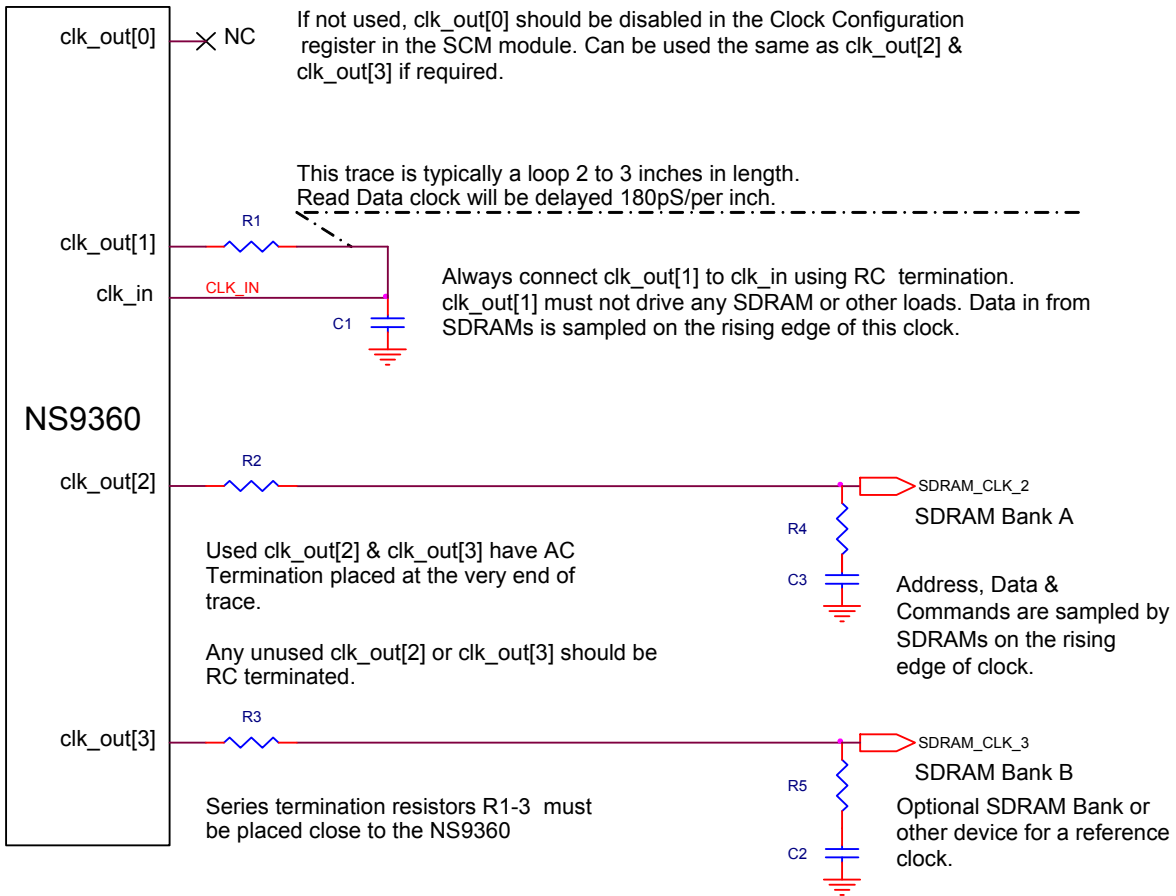 clk_out[0]
NC
If not used, clk_out[0] should be disabled in the Clock Configuration
register in the SCM module. Can be used the same as clk_out[2] &
clk_out[3] if required.
This trace is typically a loop 2 to 3 inches in length.
Read Data clock will be delayed 180pS/per inch.
R1
clk_out[1]
clk_in
CLK_IN
C1
Always connect clk_out[1] to clk_in using RC termination.
clk_out[1] must not drive any SDRAM or other loads. Data in from
SDRAMs is sampled on the rising edge of this clock.
NS9360
R2
clk_out[2]
SDRAM_CLK_2
SDRAM Bank A
R4
C3
Used clk_out[2] & clk_out[3] have AC
Termination placed at the very end of
trace.
Address, Data &
Commands are sampled by
SDRAMs on the rising
edge of clock.
Any unused clk_out[2] or clk_out[3] should be
RC terminated.
R3
clk_out[3]
SDRAM_CLK_3
SDRAM Bank B
R5
C2
Series termination resistors R1-3 must
be placed close to the NS9360
Optional SDRAM Bank or
other device for a reference
clock.